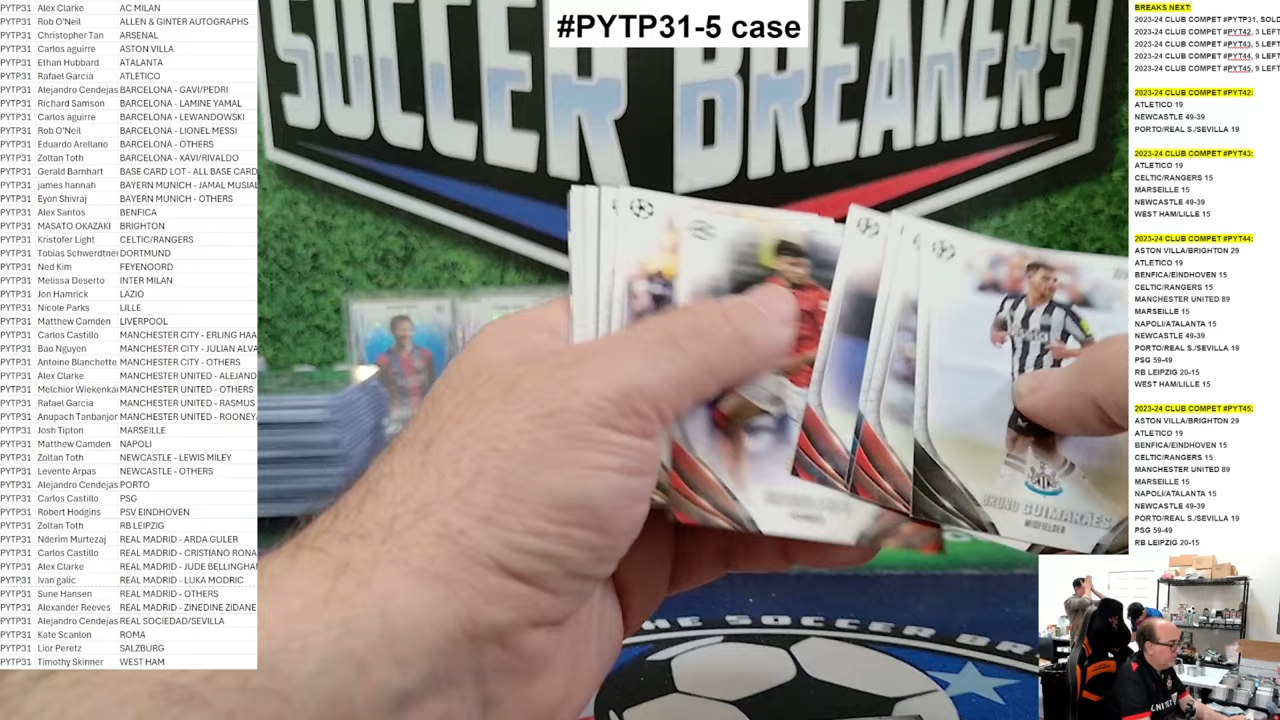 PYTP31 Alex Clarke AC MILAN
PYTP31 Rob O'Neil ALLEN & GINTER AUTOGRAPHS
PYTP31 Christopher Tan ARSENAL
PYTP31 Carlos aguirre ASTON VILLA
PYTP31 Ethan Hubbard ATALANTA
PYTP31 Rafael Garcia ATLETICO
PYTP31 Alejandro Cendejas BARCELONA - GAVI/PEDRI
PYTP31 Richard Samson BARCELONA - LAMINE YAMAL
PYTP31 Carlos aguirre BARCELONA - LEWANDOWSKI
PYTP31 Rob O'Neil BARCELONA - LIONEL MESSI
PYTP31 Eduardo Arellano BARCELONA - OTHERS
PYTP31 Zoltan Toth BARCELONA - XAVI/RIVALDO
PYTP31 Gerald Barnhart BASE CARD LOT - ALL BASE CARD
PYTP31 james hannah BAYERN MUNICH - JAMAL MUSIAL
PYTP31 Eyon Shivraj BAYERN MUNICH - OTHERS
PYTP31 Alex Santos BENFICA
PYTP31 MASATO OKAZAKI BRIGHTON
PYTP31 Kristofer Light CELTIC/RANGERS
PYTP31 Tobias Schwerdtner DORTMUND
PYTP31 Ned Kim FEYENOORD
PYTP31 Melissa Deserto INTER MILAN
PYTP31 Jon Hamrick LAZIO
PYTP31 Nicole Parks LILLE
PYTP31 Matthew Camden LIVERPOOL
PYTP31 Carlos Castillo MANCHESTER CITY - ERLING HAA
PYTP31 Bao Nguyen MANCHESTER CITY - JULIAN ALVA
PYTP31 Antoine Blanchette MANCHESTER CITY - OTHERS
PYTP31 Alex Clarke MANCHESTER UNITED - ALEJAND
PYTP31 Melchior Wiekenka MANCHESTER UNITED - OTHERS
PYTP31 Rafael Garcia MANCHESTER UNITED - RASMUS
PYTP31 Anupach Tanbanjor MANCHESTER UNITED - ROONEY
PYTP31 Josh Tipton MARSEILLE
PYTP31 Matthew Camden NAPOLI
PYTP31 Zoltan Toth NEWCASTLE - LEWIS MILEY
PYTP31 Levente Arpas NEWCASTLE - OTHERS
PYTP31 Alejandro Cendejas PORTO
PYTP31 Carlos Castillo PSG
PYTP31 Robert Hodgins PSV EINDHOVEN
PYTP31 Zoltan Toth RB LEIPZIG
PYTP31 Nderim Murtezaj REAL MADRID - ARDA GULER
PYTP31 Carlos Castillo REAL MADRID - CRISTIANO RONA
PYTP31 Alex Clarke REAL MADRID - JUDE BELLINGHA
PYTP31 Ivan galic REAL MADRID - LUKA MODRIC
PYTP31 Sune Hansen REAL MADRID - OTHERS
PYTP31 Alexander Reeves REAL MADRID - ZINEDINE ZIDANE
PYTP31 Alejandro Cendejas REAL SOCIEDAD/SEVILLA
PYTP31 Kate Scanlon ROMA
PYTP31 Lior Peretz SALZBURG
PYTP31 Timothy Skinner WEST HAM
#PYTP31-5 case
SOCCER BREAKERS
BRUNO GUIMARÃES
MIDFIELDER
THE SOCCER BR
BREAKS NEXT:
2023-24 CLUB COMPET #PYTP31, SOLD
2023-24 CLUB COMPET #PYT42, 3 LEFT
2023-24 CLUB COMPET #PYT43, 5 LEF
2023-24 CLUB COMPET #PYT44, 9 LEF
2023-24 CLUB COMPET #PYT45, 9 LEF
2023-24 CLUB COMPET #PYT42:
ATLETICO 19
NEWCASTLE 49-39
PORTO/REAL S./SEVILLA 19
2023-24 CLUB COMPET #PYT43:
ATLETICO 19
CELTIC/RANGERS 15
MARSEILLE 15
NEWCASTLE 49-39
WEST HAM/LILLE 15
2023-24 CLUB COMPET #PYT44:
ASTON VILLA/BRIGHTON 29
ATLETICO 19
BENFICA/EINDHOVEN 15
CELTIC/RANGERS 15
MANCHESTER UNITED 89
MARSEILLE 15
NAPOLI/ATALANTA 15
NEWCASTLE 49-39
PORTO/REAL S./SEVILLA 19
PSG 59-49
RB LEIPZIG 20-15
WEST HAM/LILLE 15
2023-24 CLUB COMPET #PYT45:
ASTON VILLA/BRIGHTON 29
ATLETICO 19
BENFICA/EINDHOVEN 15
CELTIC/RANGERS 15
MANCHESTER UNITED 89
MARSEILLE 15
NAPOLI/ATALANTA 15
NEWCASTLE 49-39
PORTO/REAL S./SEVILLA 19
PSG 59-49
RB LEIPZIG 20-15